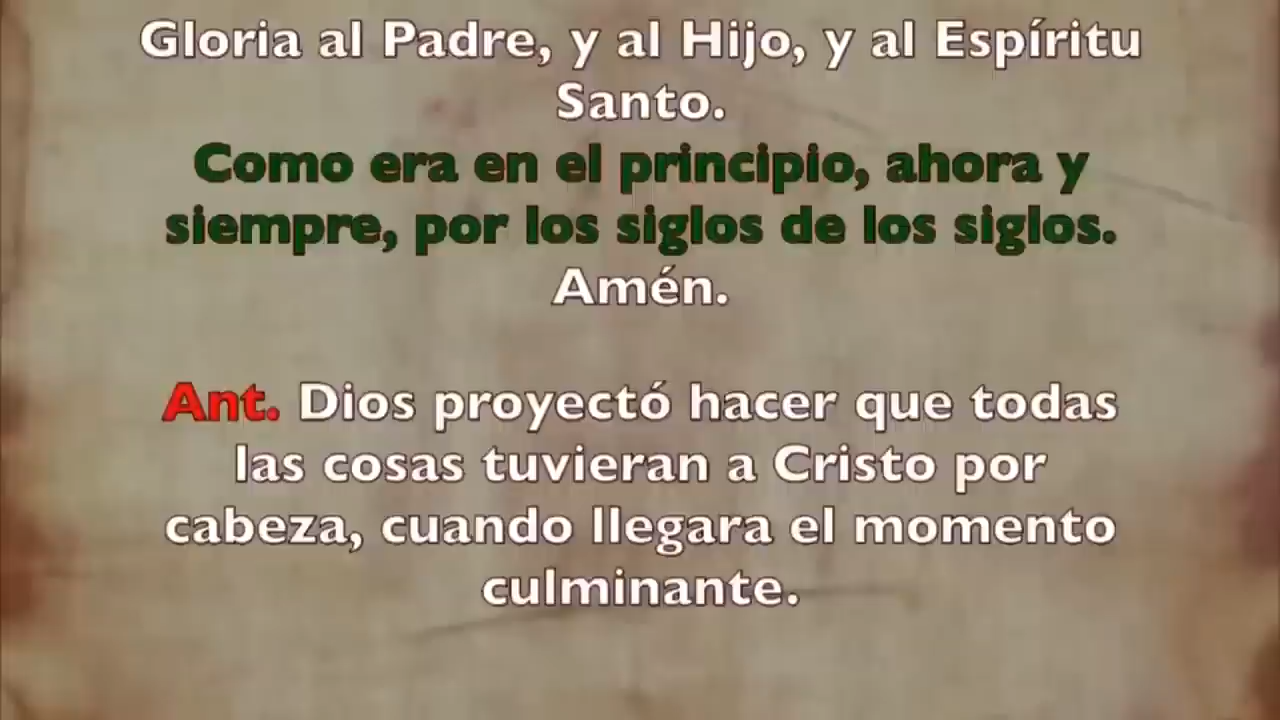 Gloria al Padre, y al Hijo, y al Espíritu
Santo.
Como era en el principio, ahora y
siempre, por los siglos de los siglos.
Amén.
Ant. Dios proyectó hacer que todas
las cosas tuvieran a Cristo por
cabeza, cuando llegara el momento
culminante.